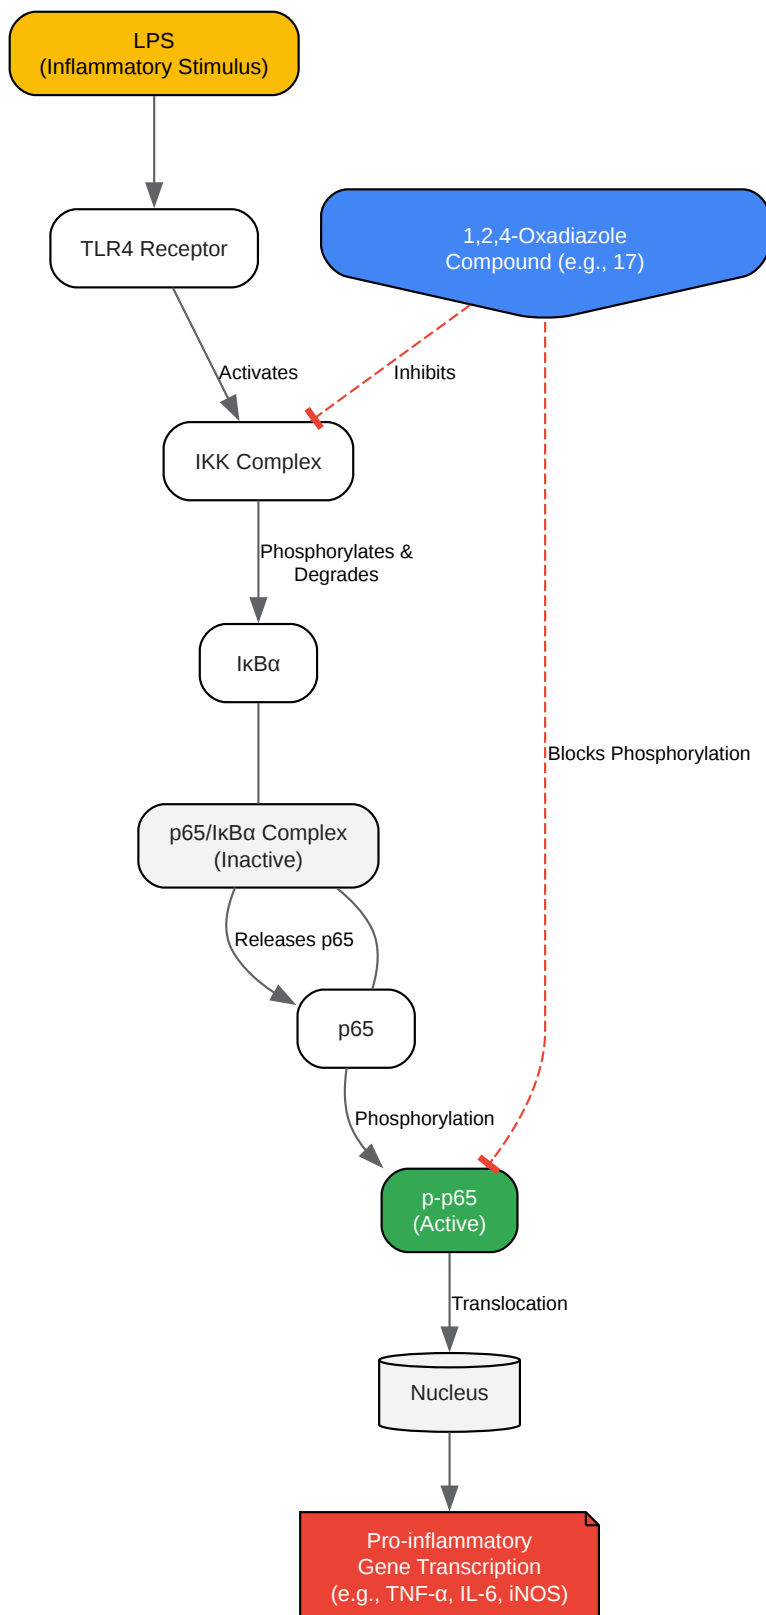 LPS
(Inflammatory Stimulus)
TLR4 Receptor
1,2,4-Oxadiazole
Compound (e.g., 17)
Activates
Inhibits
IKK Complex
Phosphorylates &
Degrades
IκBα
Blocks Phosphorylation
p65/IκBα Complex
(Inactive)
Releases p65
p65
Phosphorylation
p-p65
(Active)
Translocation
Nucleus
Pro-inflammatory
Gene Transcription
(e.g., TNF-α, IL-6, iNOS)